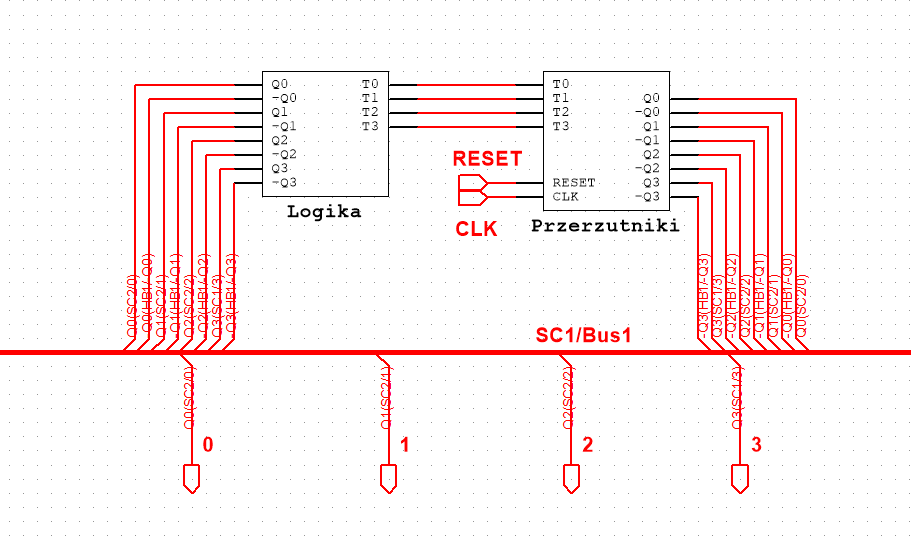 Q0 T0
-Q0 T1
Q1 T2
-Q1 T3
Q2
-Q2
Q3
-Q3
Logika
T0
T1 Q0
T2 -Q0
T3 Q1
-Q1
Q2
-Q2
RESET Q3
CLK -Q3
Przerzutniki
RESET
CLK
Q0(SC2/0)
-Q0(HB1/-Q0)
Q1(SC2/1)
-Q1(HB1/-Q1)
Q2(SC2/2)
-Q2(HB1/-Q2)
Q3(SC1/3)
-Q3(HB1/-Q3)
-Q3(HB1/-Q3)
Q3(SC1/3)
-Q2(HB1/-Q2)
Q2(SC2/2)
-Q1(HB1/-Q1)
Q1(SC2/1)
-Q0(HB1/-Q0)
Q0(SC2/0)
SC1/Bus1
Q0(SC2/0)
Q1(SC2/1)
Q2(SC2/2)
Q3(SC1/3)
0
1
2
3